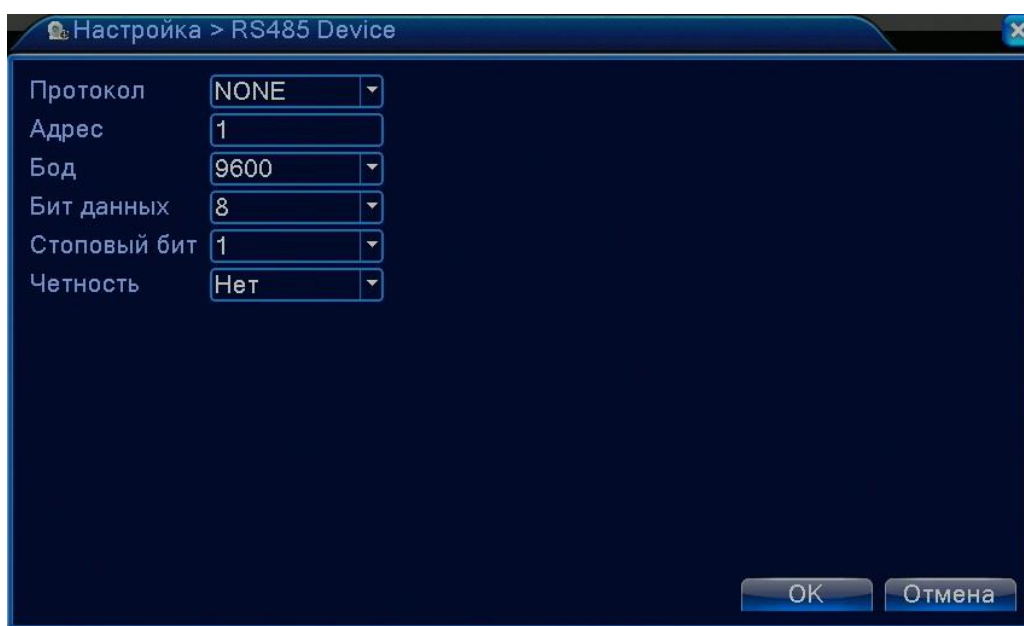 Настройка > RS485 Device
Протокол NONE
Адрес 1
Бод 9600
Бит данных 8
Стоповый бит 1
Четность Нет
OK Отмена